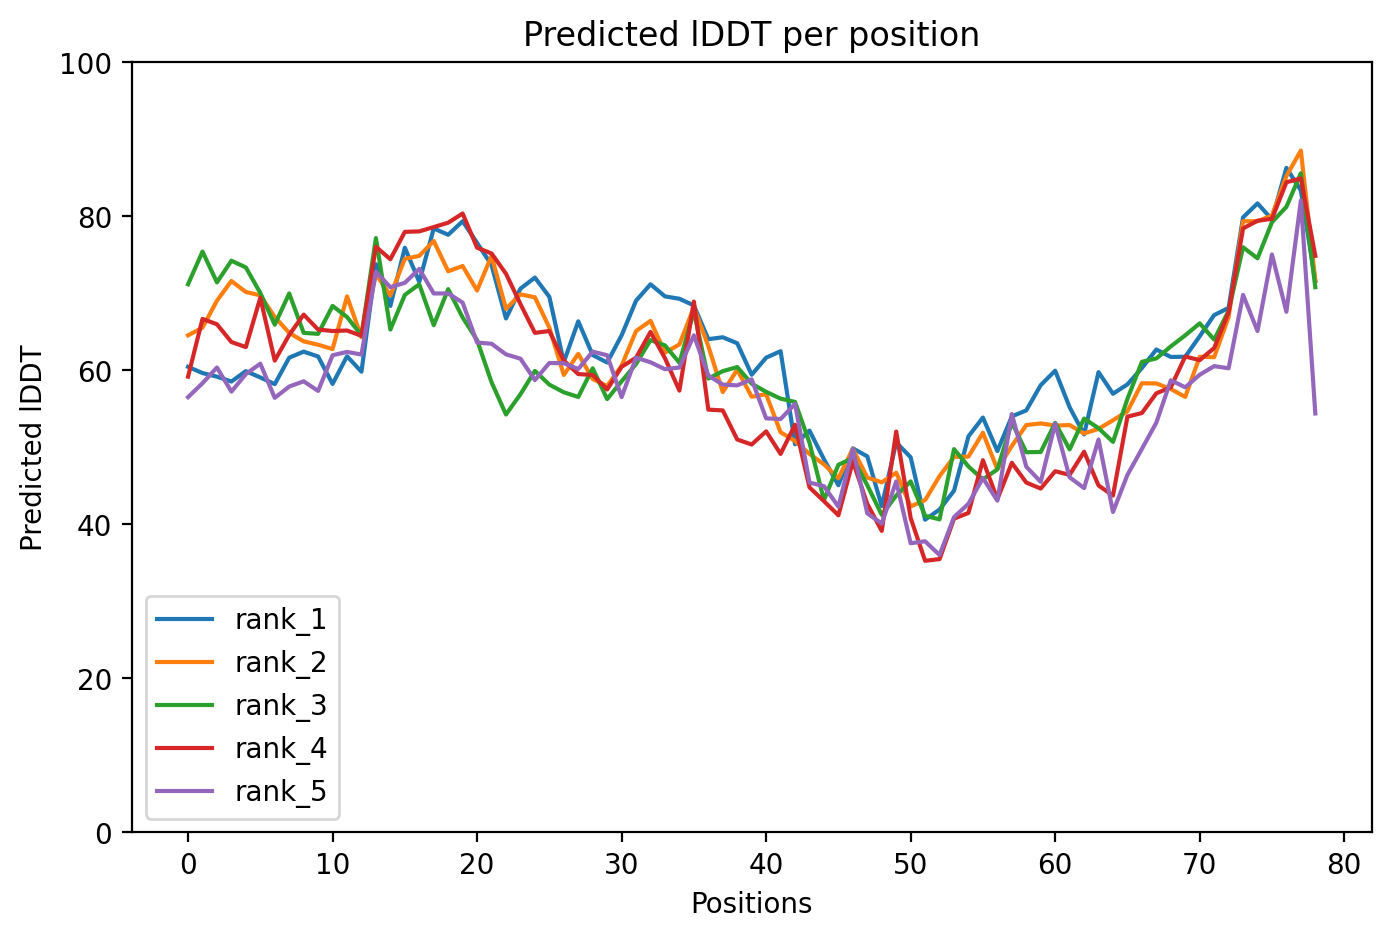 Predicted lDDT per position
Predicted lDDT
100
80
60
40
20
0
rank_1
rank_2
rank_3
rank_4
rank_5
0 10 20 30 40 50 60 70 80
Positions